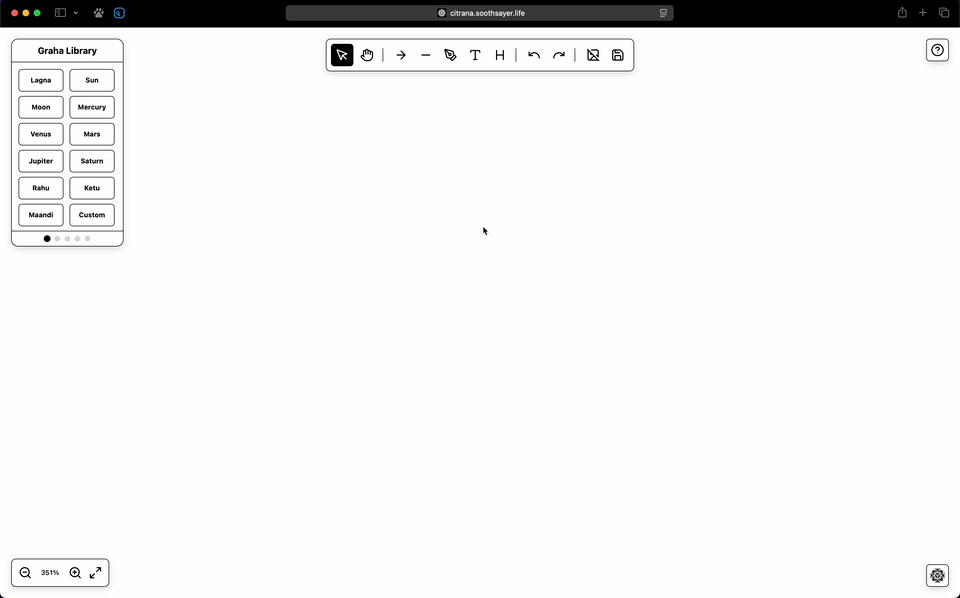 citrana.soothsayer.life
Graha Library
Lagna
Sun
Moon
Mercury
Venus
Mars
Jupiter
Saturn
Rahu
Ketu
Maandi
Custom
T
H
351%